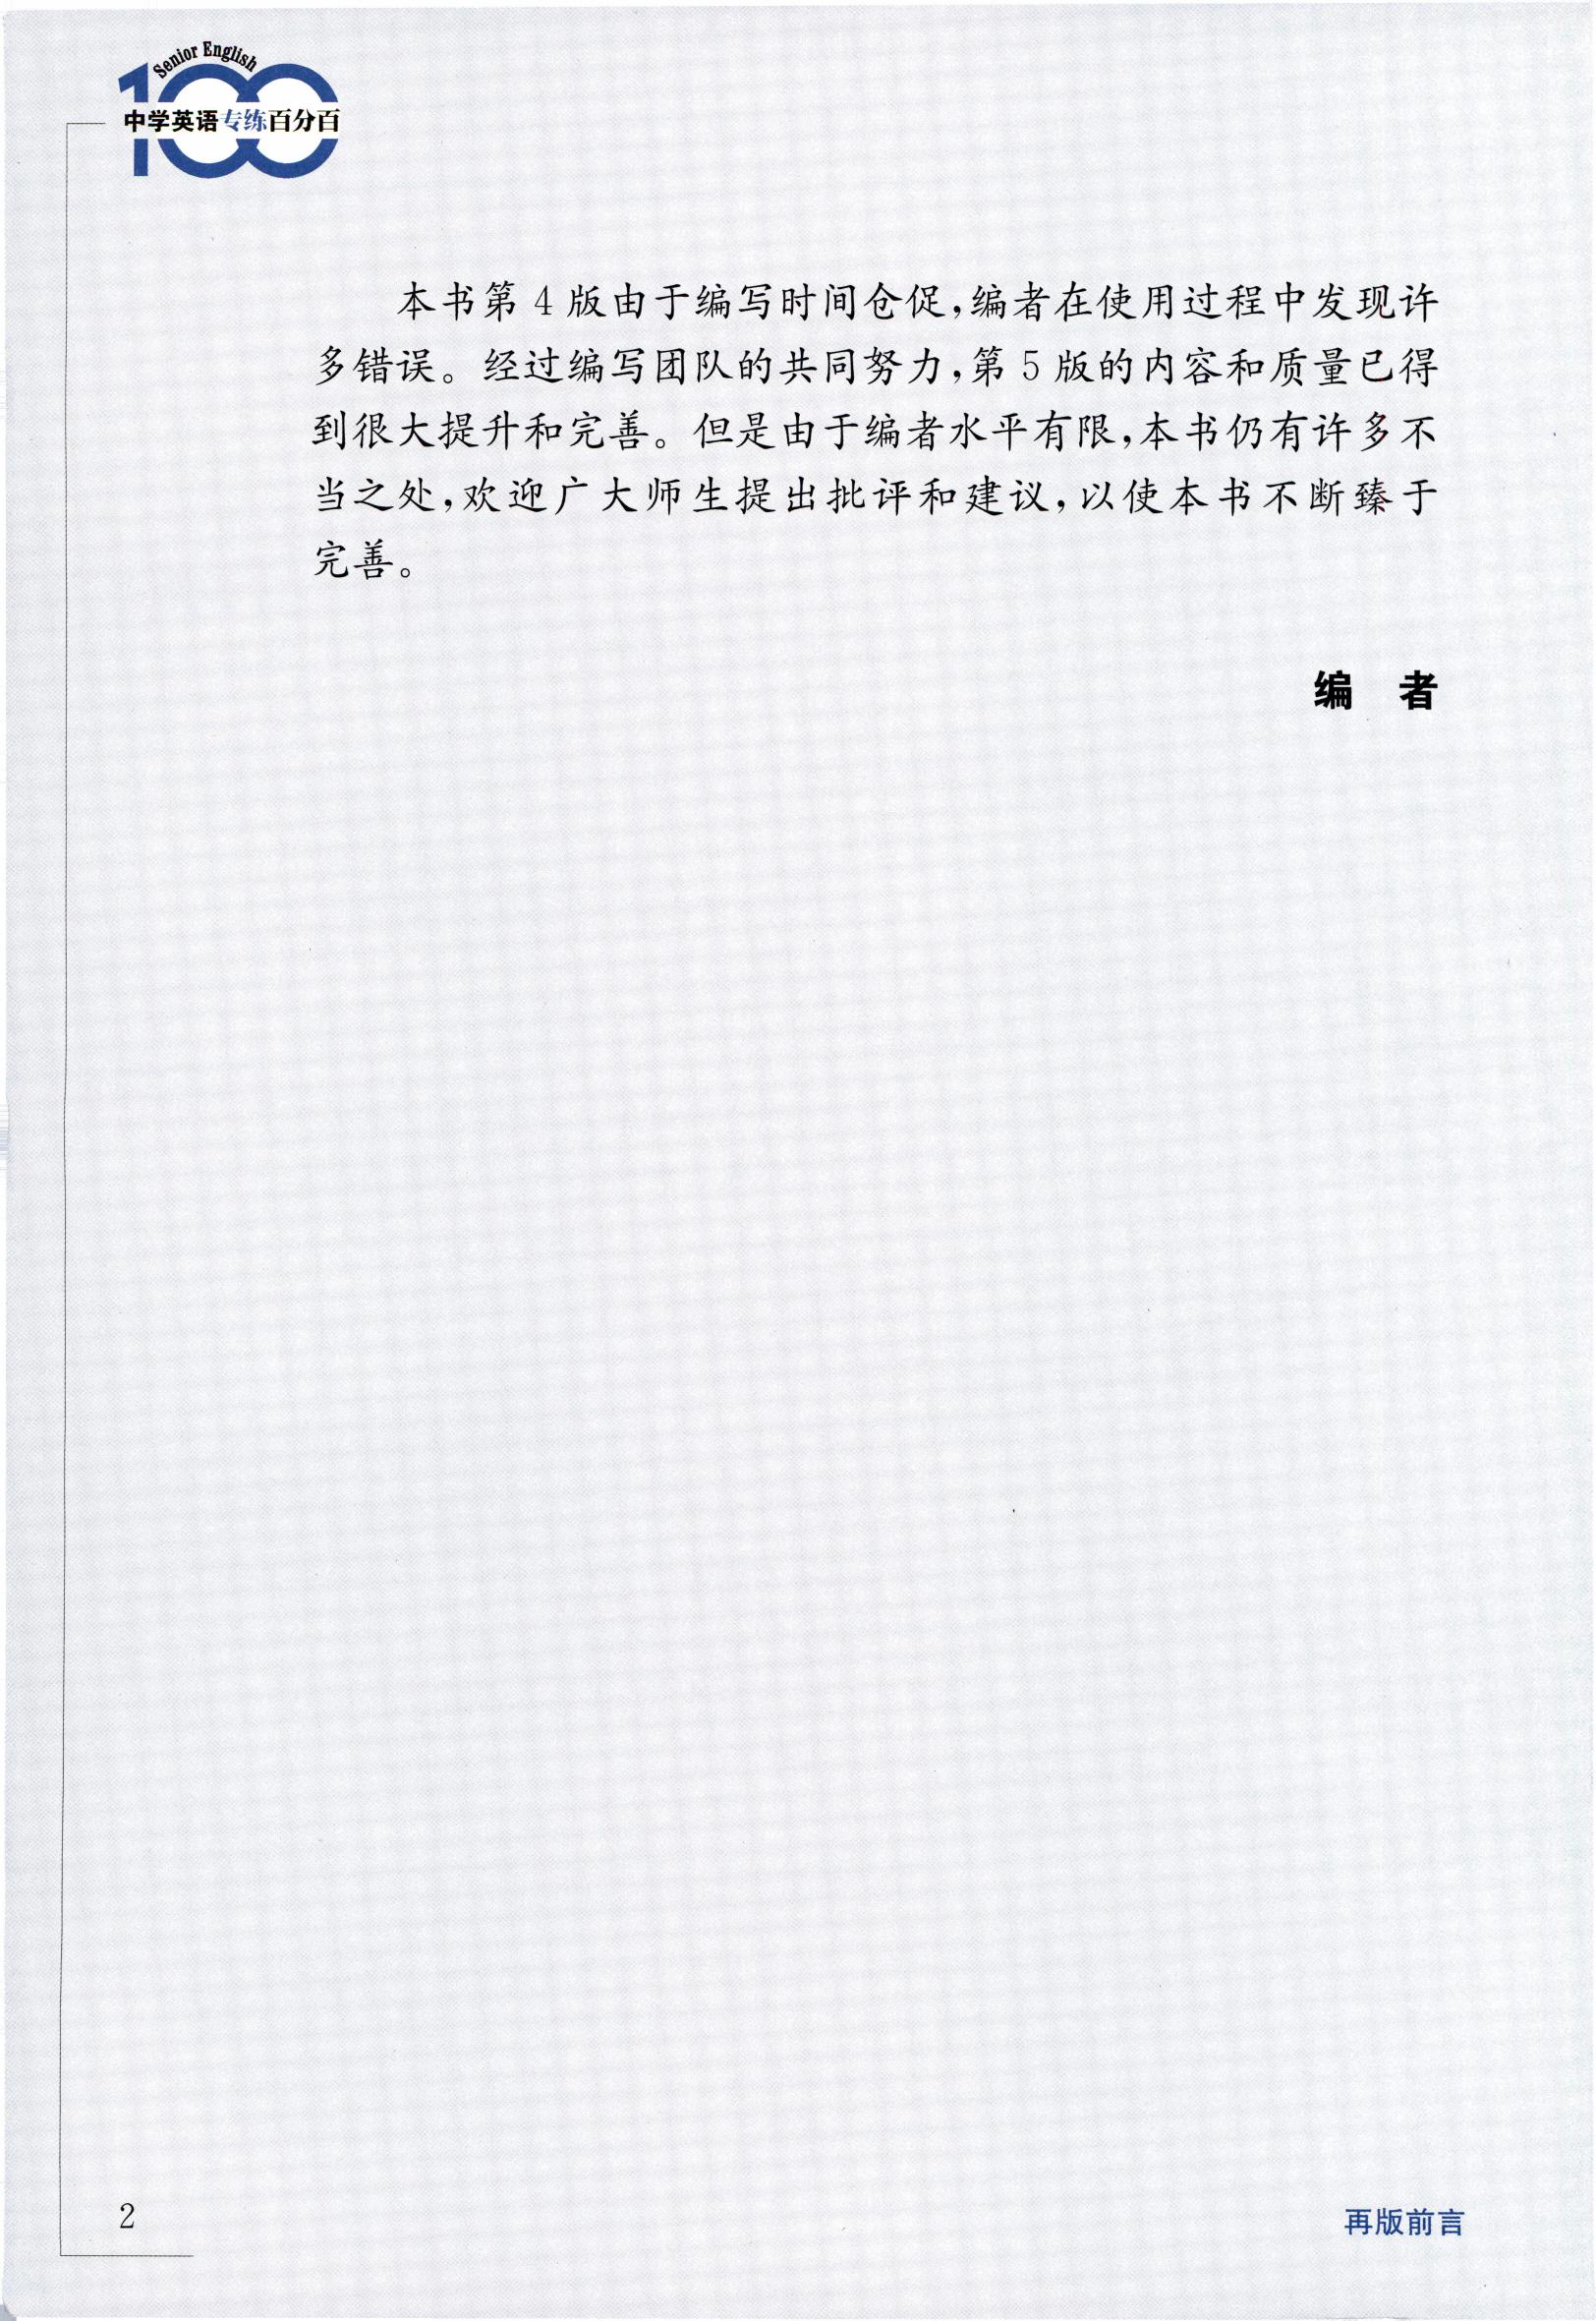 Senior English
100
中学英语专练百分百
本书第 4 版由于编写时间仓促,编者在使用过程中发现许
多错误。经过编写团队的共同努力,第 5 版的内容和质量已得
到很大提升和完善。但是由于编者水平有限,本书仍有许多不
当之处,欢迎广大师生提出批评和建议,以使本书不断臻于
完善。
编 者
2
再版前言